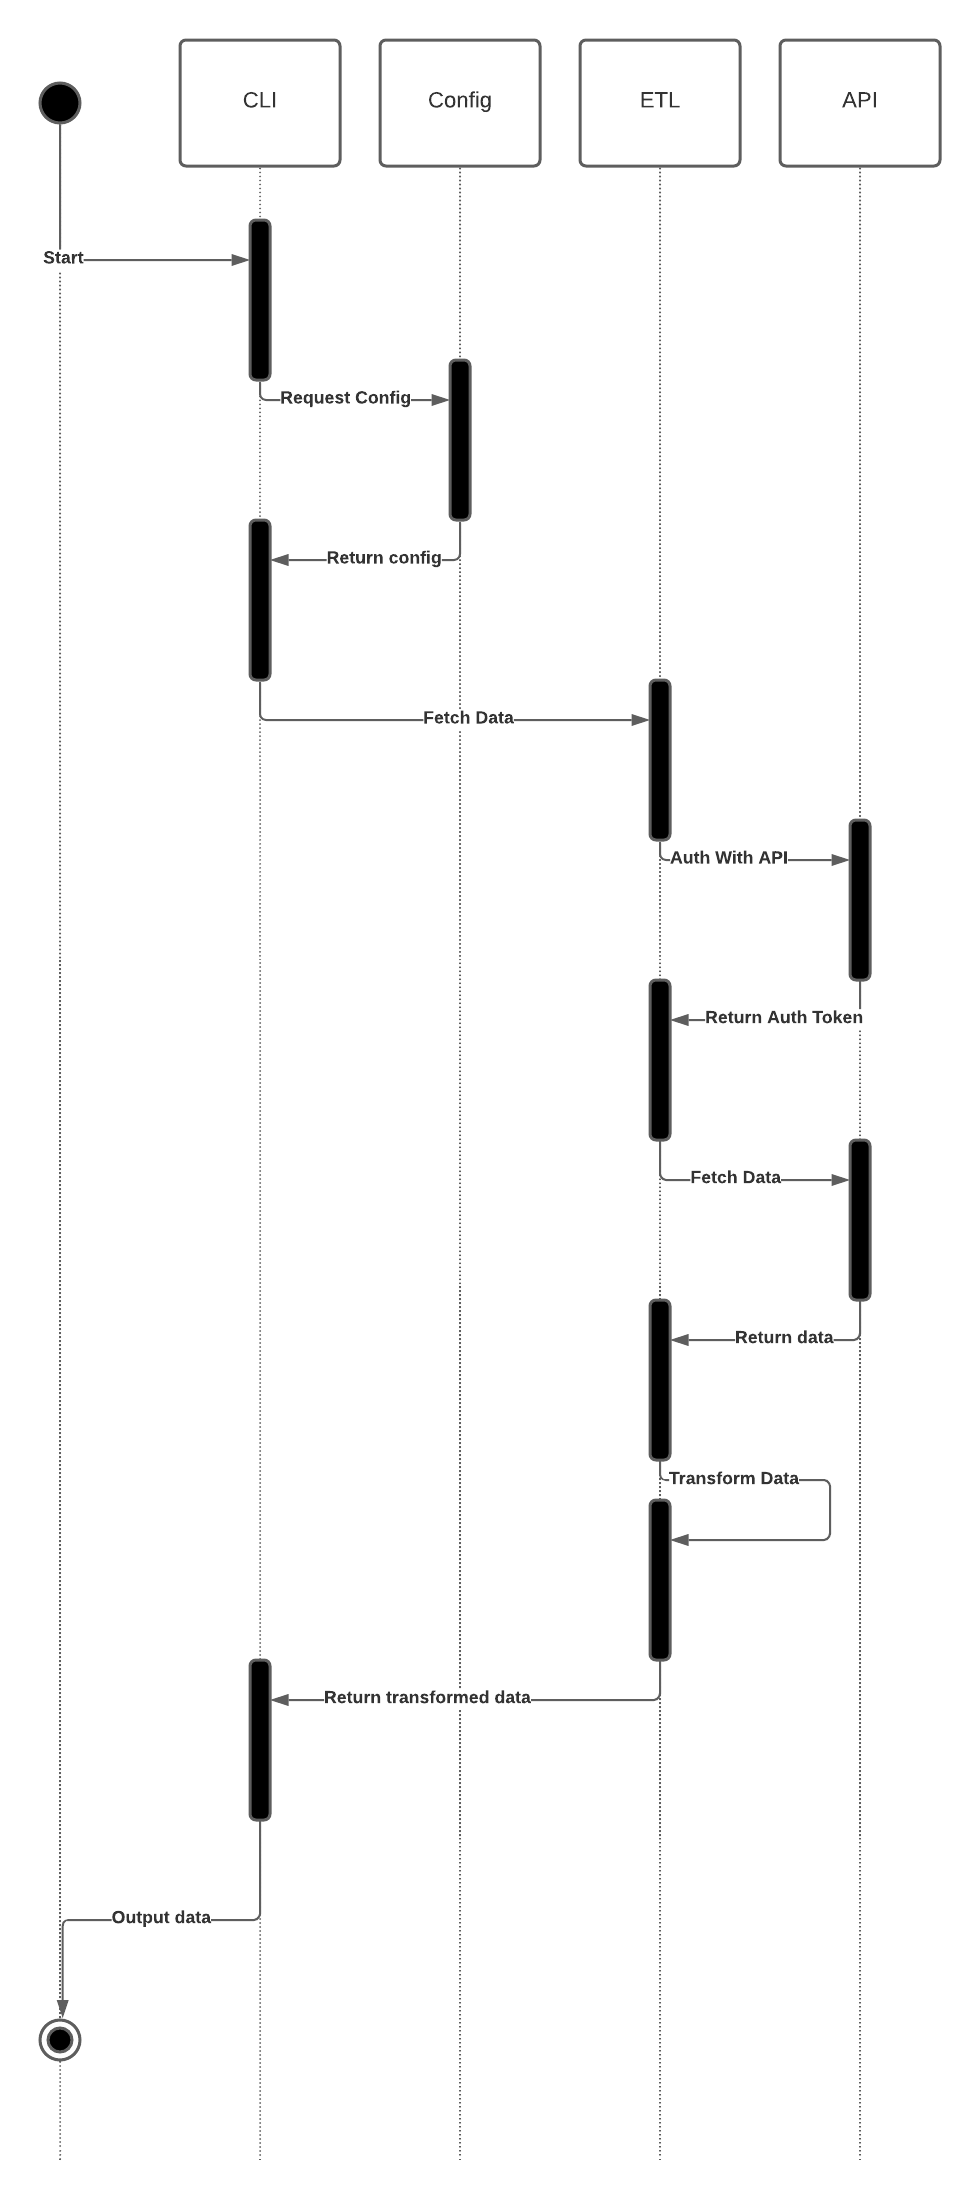 CLI
Config
ETL
API
Start
Request Config
Return config
Fetch Data
Auth With API
Return Auth Token
Fetch Data
Return data
Transform Data
Return transformed data
Output data